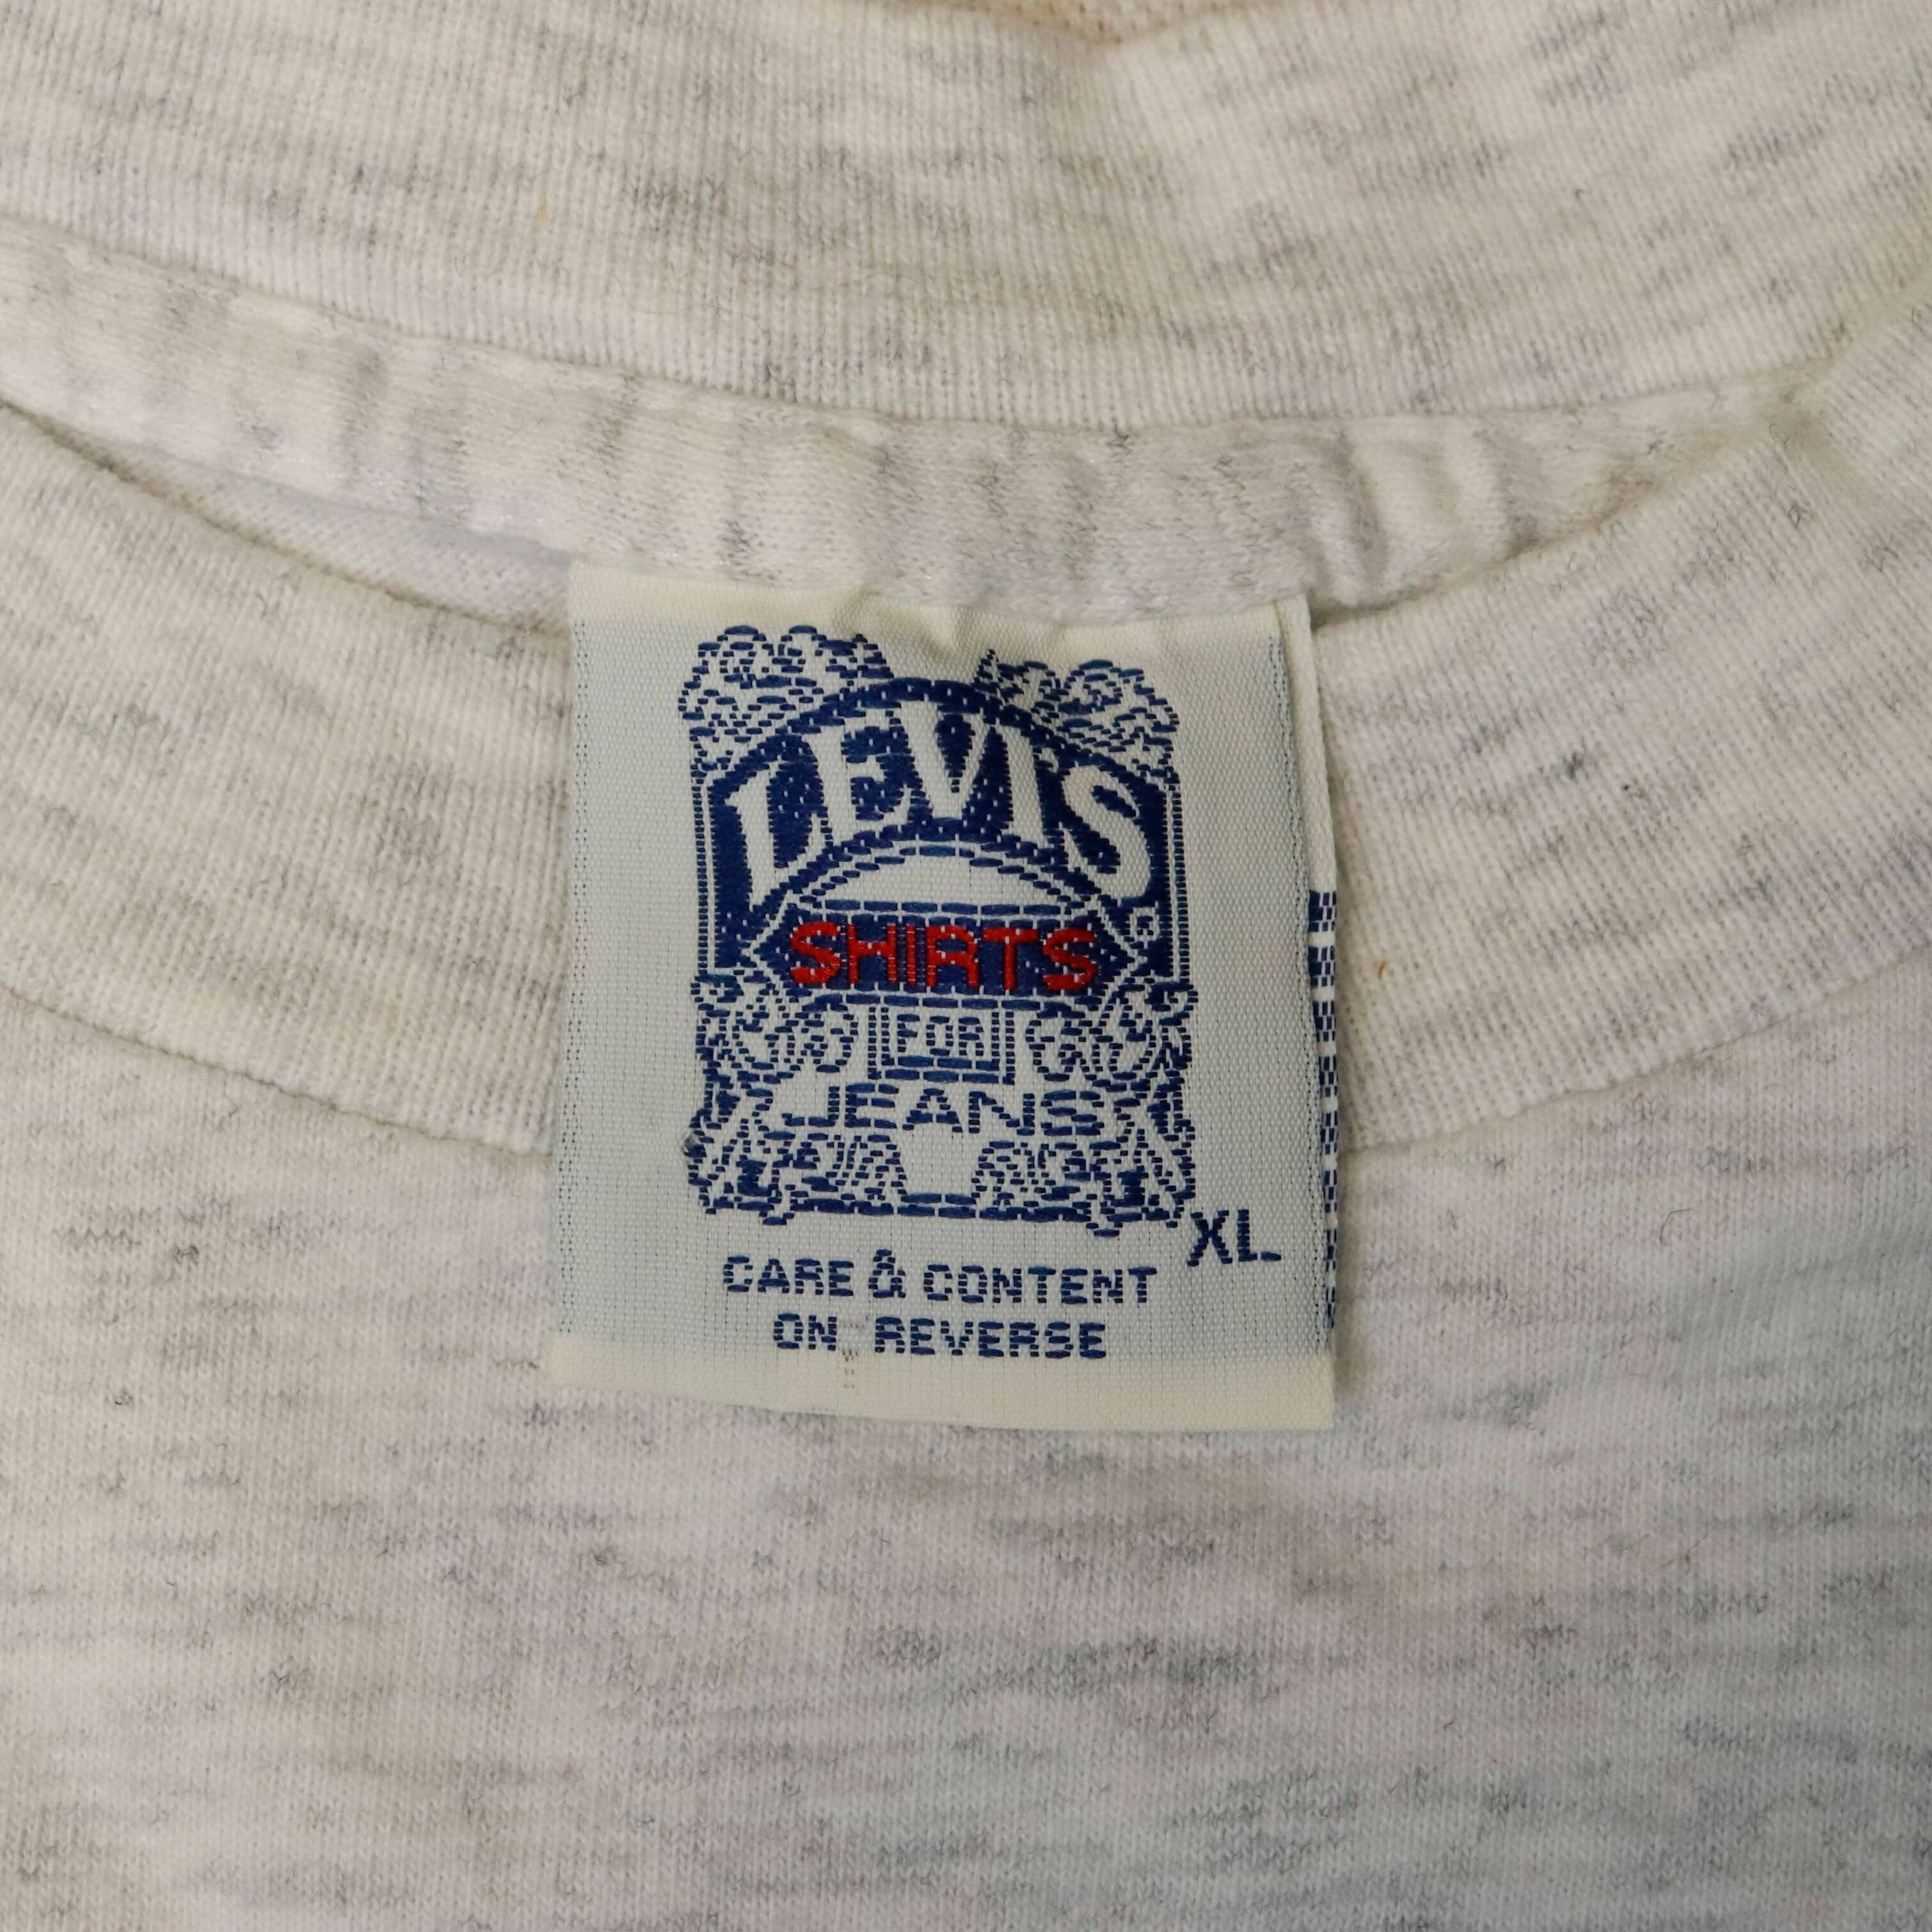 LEVI'S
SHIRTS
FOR
JEANS
XL
CARE & CONTENT
ON REVERSE